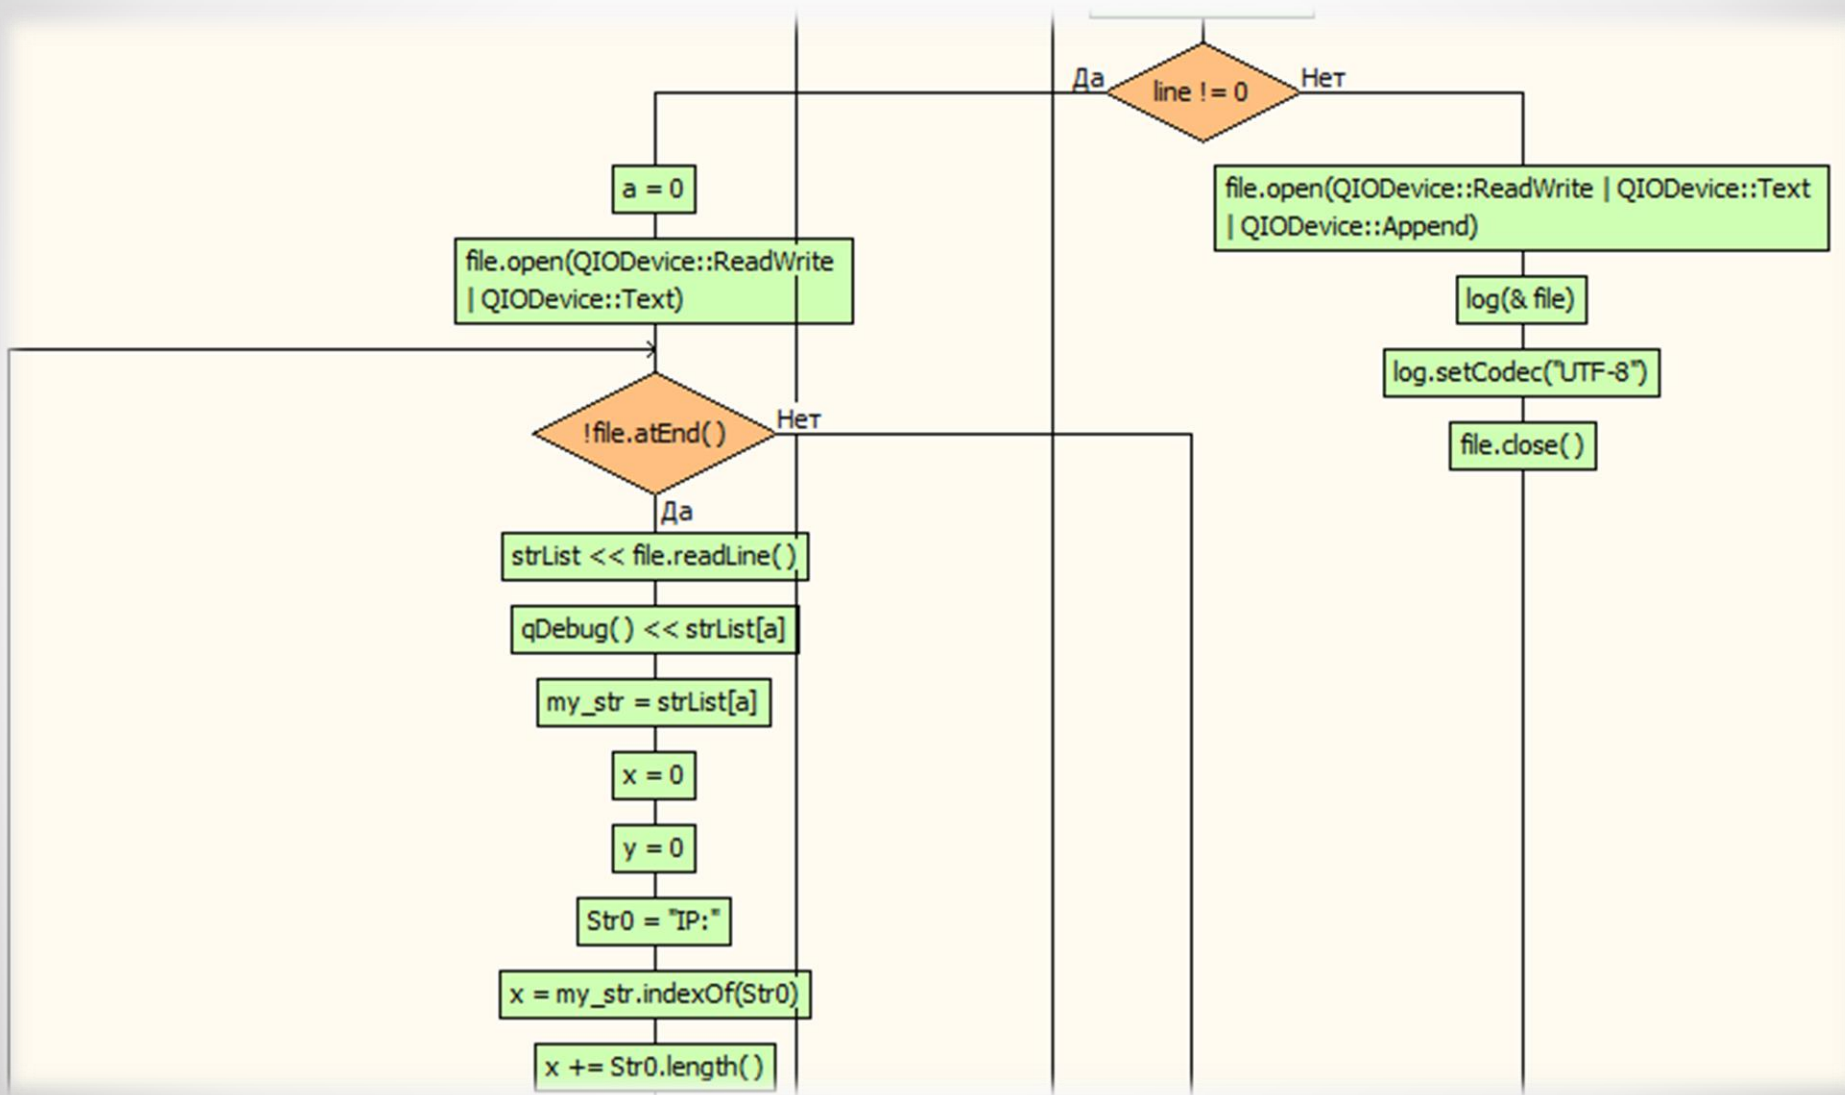 Да
line != 0
Нет
a = 0
file.open(QIODevice::ReadWrite
| QIODevice::Text)
!file.atEnd()
Нет
Да
strList << file.readLine()
qDebug() << strList[a]
my_str = strList[a]
x = 0
y = 0
Str0 = "IP:"
x = my_str.indexOf(Str0)
x += Str0.length()
file.open(QIODevice::ReadWrite | QIODevice::Text
| QIODevice::Append)
log(& file)
log.setCodec("UTF-8")
file.close()